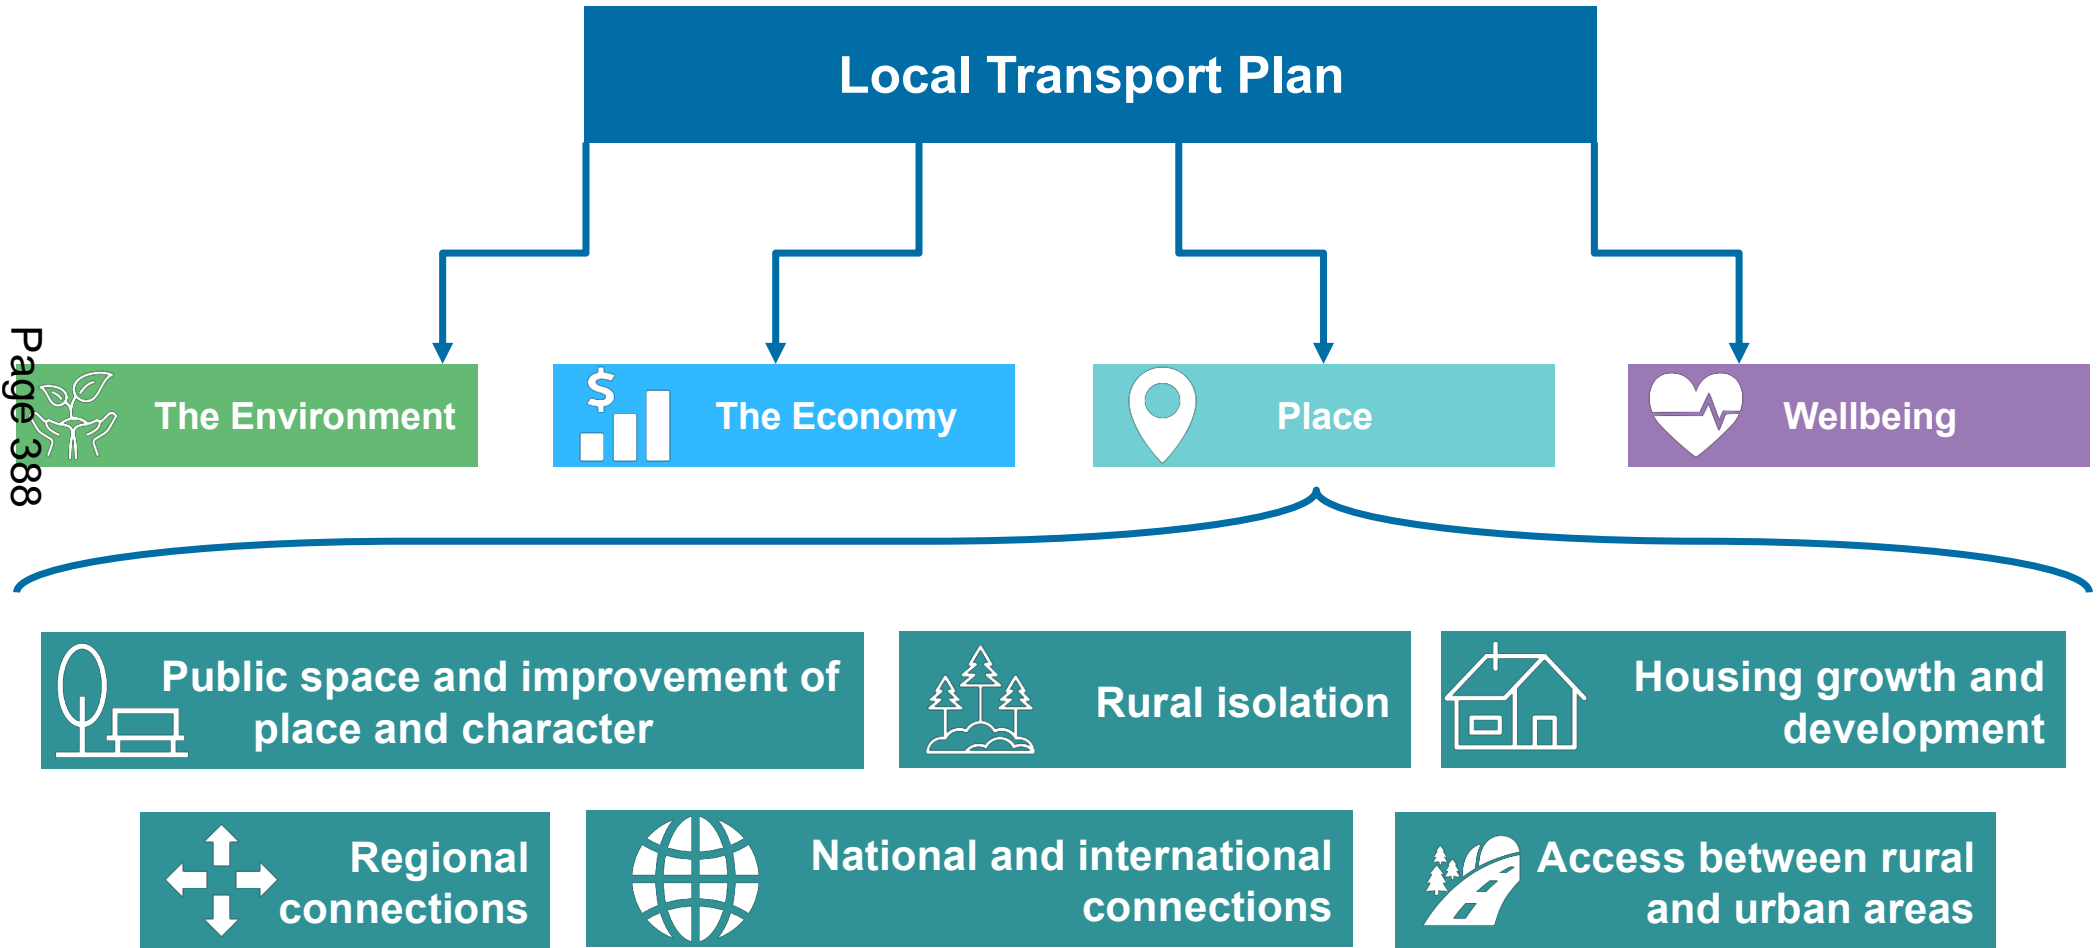 Local Transport Plan
Page 388
The Environment
$
The Economy
Place
Wellbeing
Public space and improvement of
place and character
Rural isolation
Housing growth and
development
Regional
connections
National and international
connections
Access between rural
and urban areas